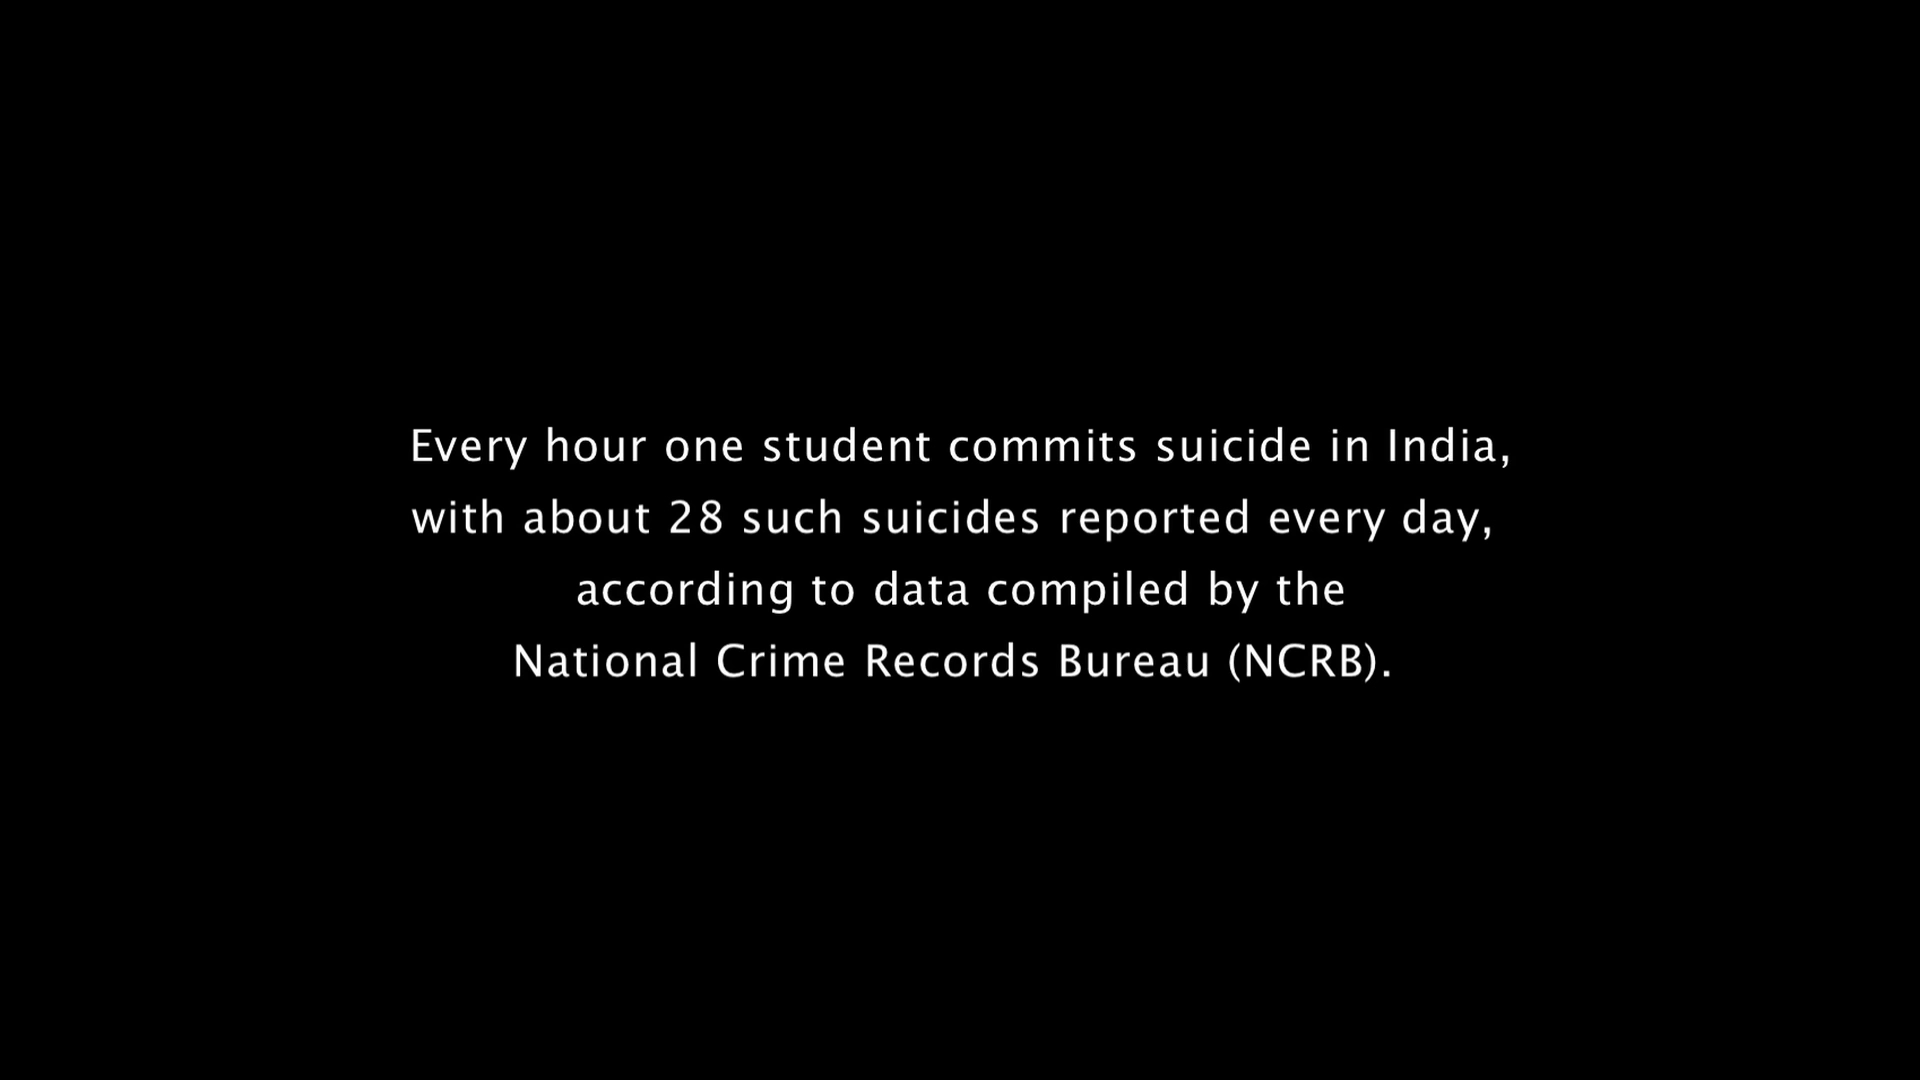 Every hour one student commits suicide in India,
with about 28 such suicides reported every day,
according to data compiled by the
National Crime Records Bureau (NCRB).